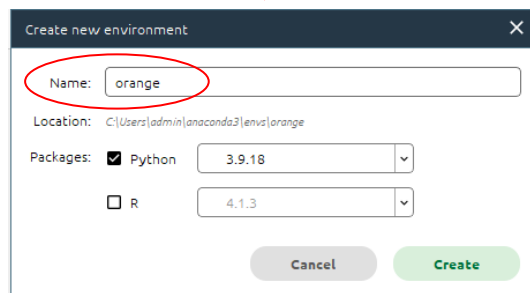 Create new environment
Name: orange
Location: C:\Users\admin\anaconda3\envs\orange
Packages: Python 3.9.18
R 4.1.3
Cancel Create